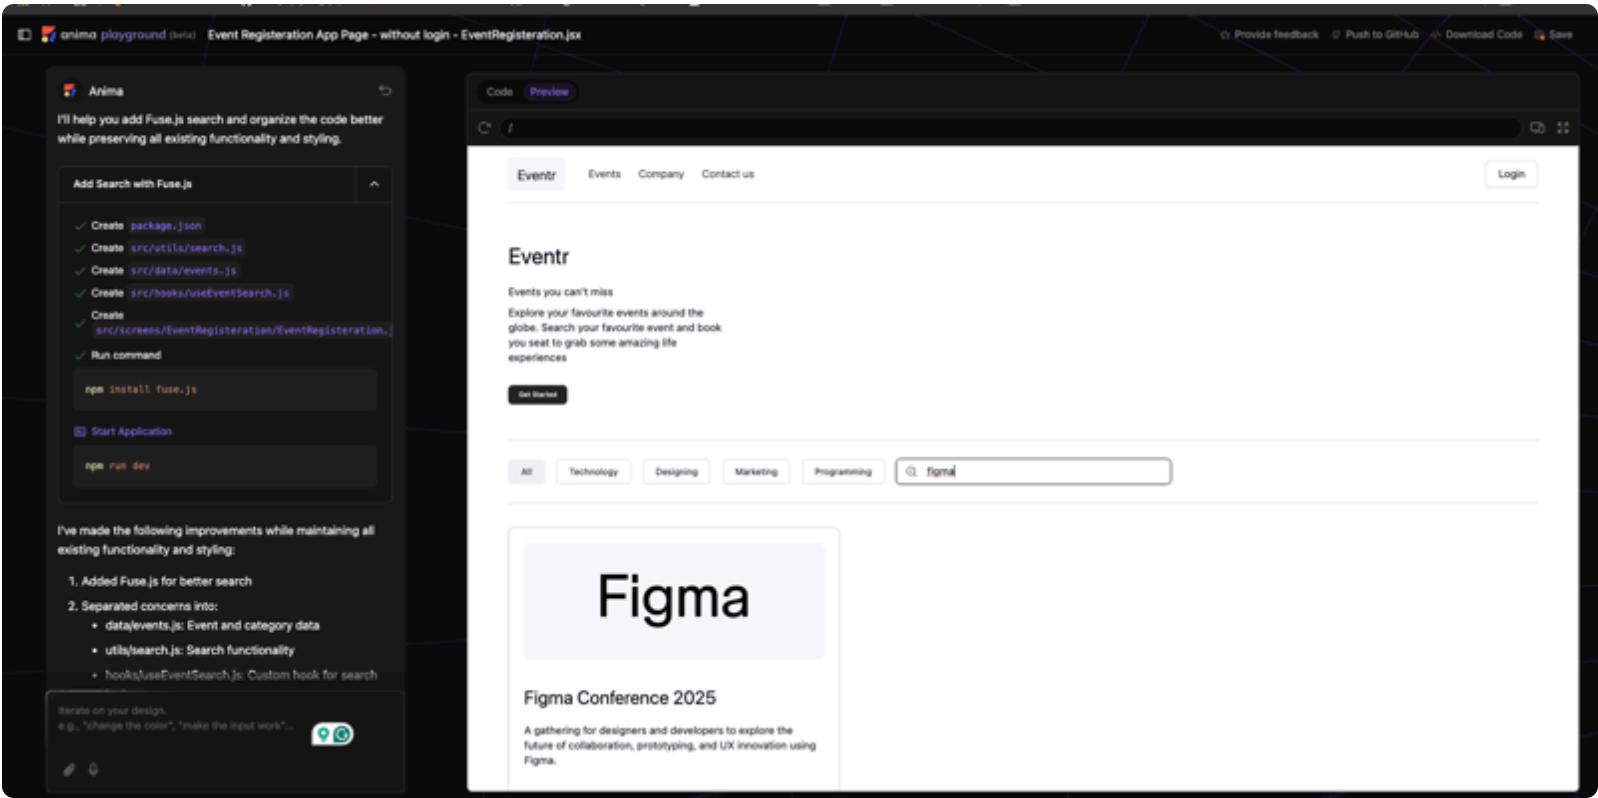 anima playground (beta) Event Registeration App Page - without login - EventRegisteration.jsx
Provide feedback Push to GitHub Download Code Save
Anima
I'll help you add Fuse.js search and organize the code better
while preserving all existing functionality and styling.
Add Search with Fuse.js
Create package.json
Create src/utils/search.js
Create src/data/events.js
Create src/hooks/useEventSearch.js
Create
src/screens/EventRegisteration/EventRegisteration.j
Run command
npm install fuse.js
Start Application
npm run dev
I've made the following improvements while maintaining all
existing functionality and styling:
1. Added Fuse.js for better search
2. Separated concerns into:
• data/events.js: Event and category data
• utils/search.js: Search functionality
• hooks/useEventSearch.js: Custom hook for search
Iterate on your design.
e.g., "change the color", "make the input work"...
Code Preview
/
Eventr Events Company Contact us Login
Eventr
Events you can't miss
Explore your favourite events around the
globe. Search your favourite event and book
you seat to grab some amazing life
experiences
Get Started
All Technology Designing Marketing Programming figma
Figma
Figma Conference 2025
A gathering for designers and developers to explore the
future of collaboration, prototyping, and UX innovation using
Figma.